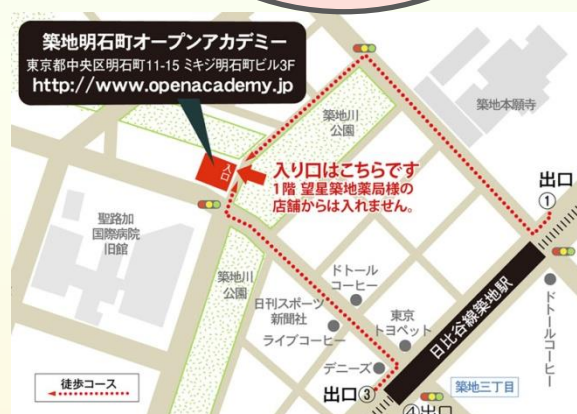 築地明石町オープンアカデミー
東京都中央区明石町11-15 ミキジ明石町ビル3F
http://www.openacademy.jp
築地本願寺
築地川
公園
入口
入り口はこちらです
1階 望星築地薬局様の
店舗からは入れません。
出口
①
聖路加
国際病院
旧館
築地川
公園
ドトール
コーヒー
日刊スポーツ
新聞社
ライブコーヒー
東京
トヨペット
日比谷線築地駅
ドトールコーヒー
デニーズ
徒歩コース
出口③
築地三丁目
④出口